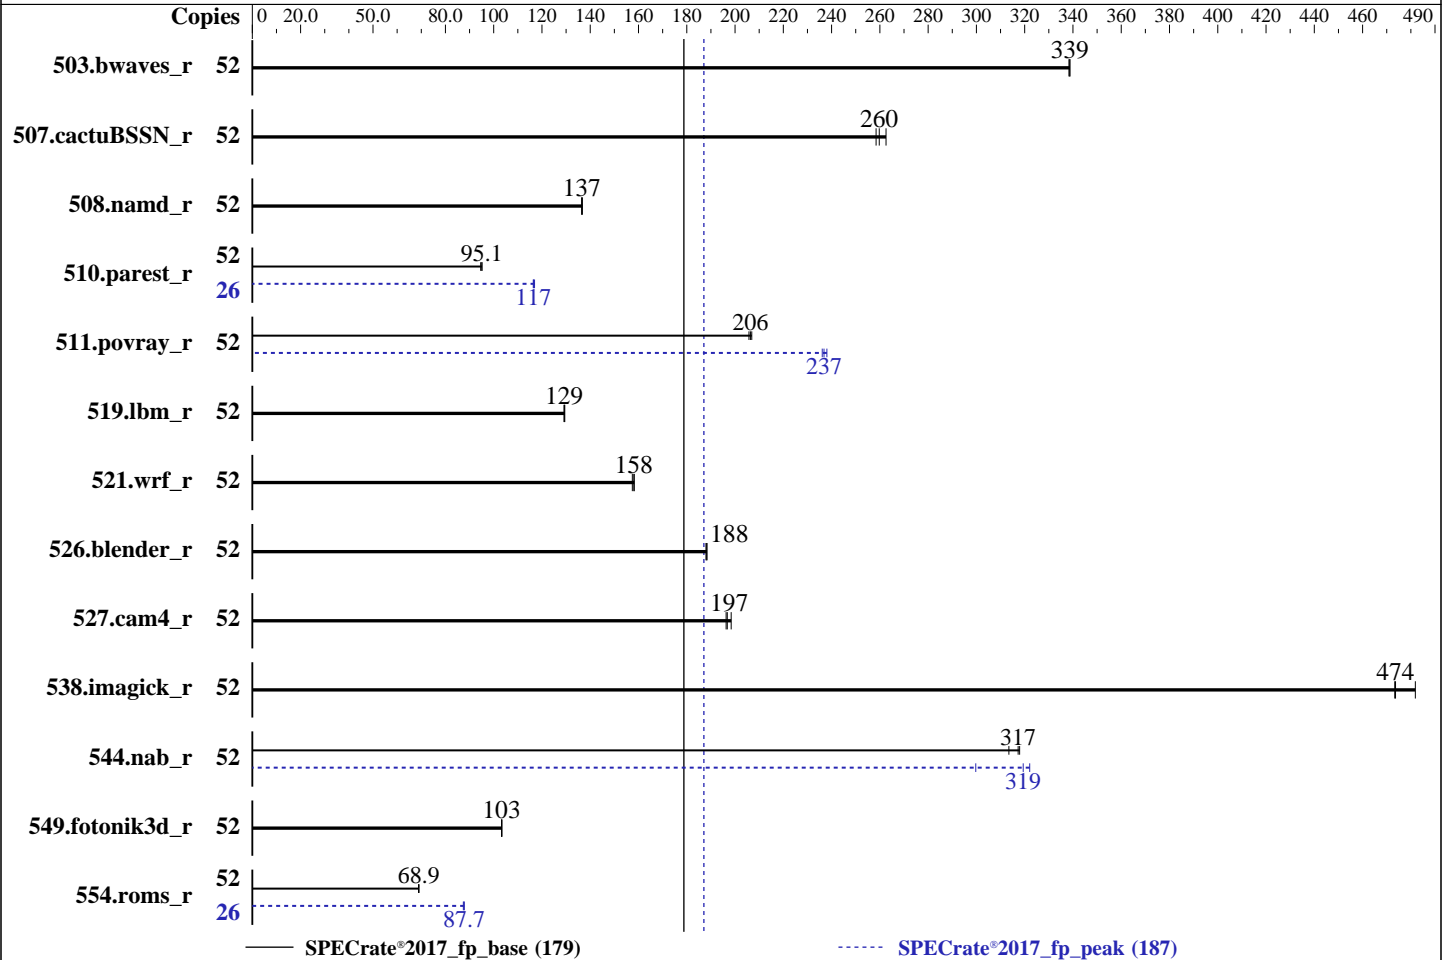 Copies 0 20.0 50.0 80.0 100 120 140 160 180 200 220 240 260 280 300 320 340 360 380 400 420 440 460 490
339
503.bwaves_r 52
260
507.cactuBSSN_r 52
137
508.namd_r 52
52 95.1
510.parest_r
26 117
206
511.povray_r 52
237
129
519.lbm_r 52
158
521.wrf_r 52
188
526.blender_r 52
197
527.cam4_r 52
474
538.imagick_r 52
317
544.nab_r 52
319
103
549.fotonik3d_r 52
52 68.9
554.roms_r
26 87.7
SPECrate®2017_fp_base (179) SPECrate®2017_fp_peak (187)